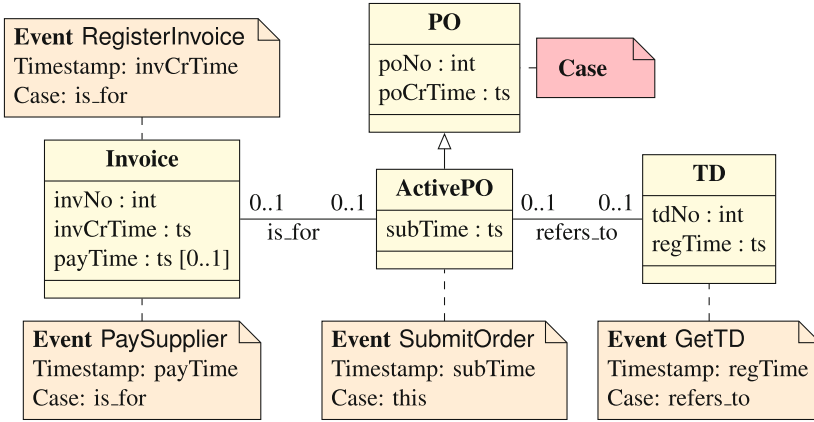 Event RegisterInvoice
Timestamp: invCrTime
Case: is_for
PO
poNo : int
poCrTime : ts
Case
Invoice
invNo : int
invCrTime : ts
payTime : ts [0..1]
0..1
0..1
is_for
ActivePO
subTime : ts
0..1
0..1
refers_to
TD
tdNo : int
regTime : ts
Event PaySupplier
Timestamp: payTime
Case: is_for
Event SubmitOrder
Timestamp: subTime
Case: this
Event GetTD
Timestamp: regTime
Case: refers_to